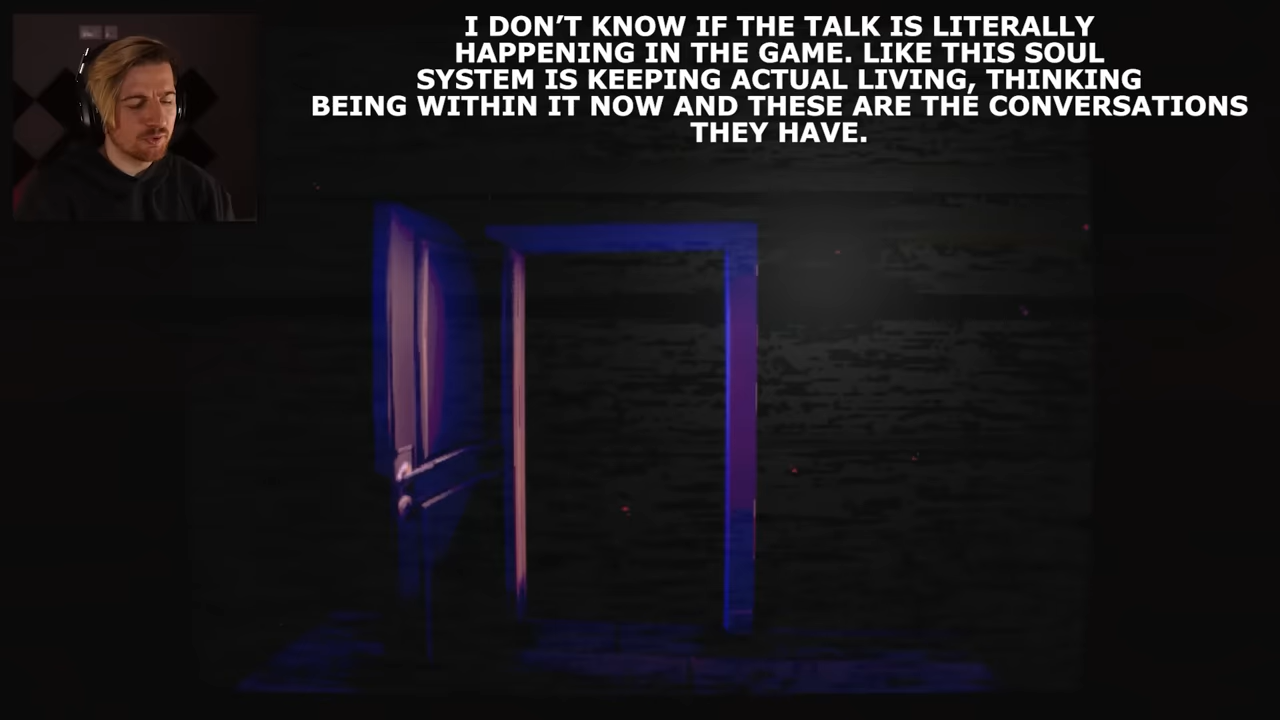 I DON’T KNOW IF THE TALK IS LITERALLY
HAPPENING IN THE GAME. LIKE THIS SOUL
SYSTEM IS KEEPING ACTUAL LIVING, THINKING
BEING WITHIN IT NOW AND THESE ARE THE CONVERSATIONS
THEY HAVE.